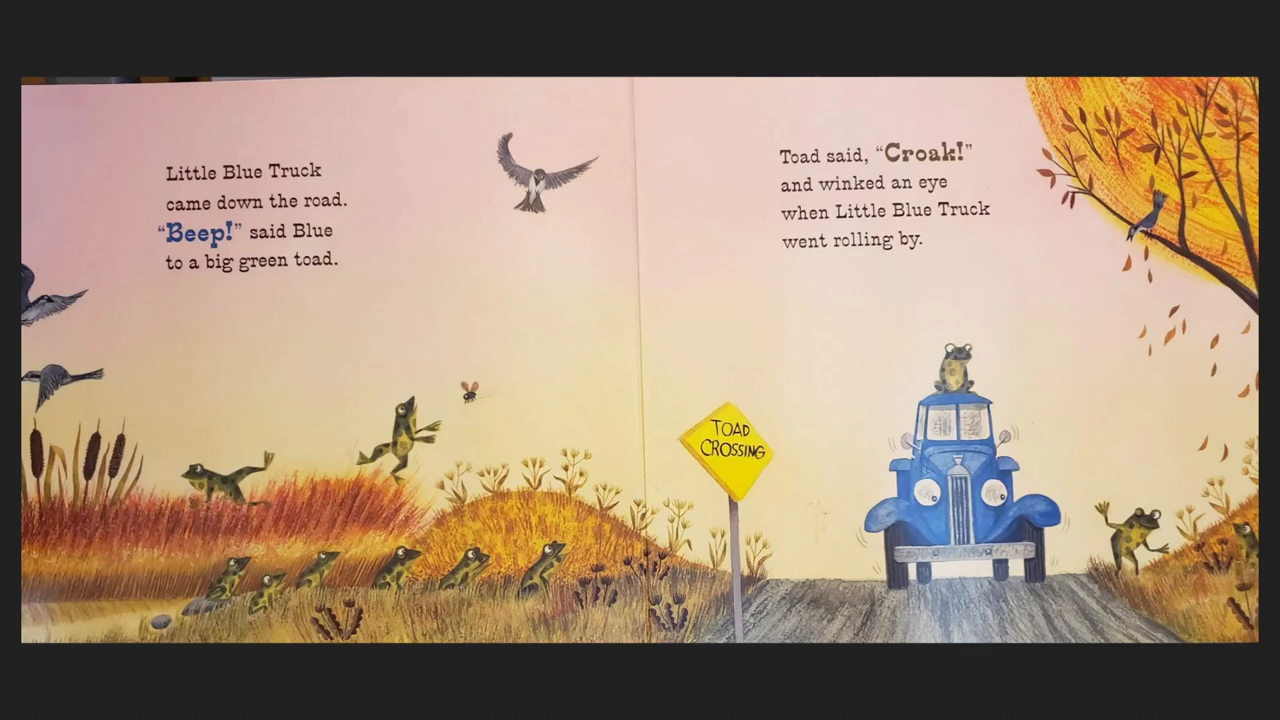 Little Blue Truck
came down the road.
“Beep!” said Blue
to a big green toad.
Toad said, “Croak!”
and winked an eye
when Little Blue Truck
went rolling by.
TOAD
CROSSING